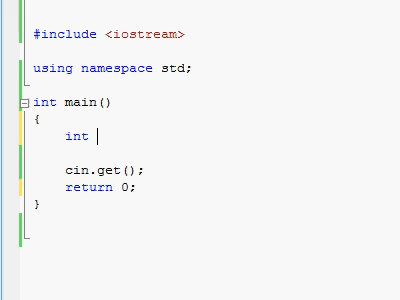 #include <iostream>
using namespace std;
int main()
{
int
cin.get();
return 0;
}